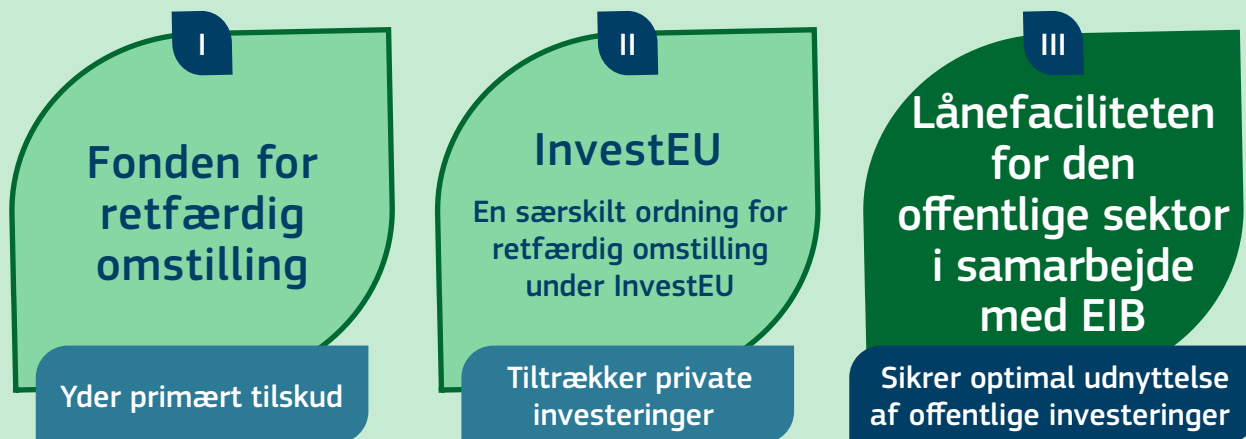 I
Fonden for
retfærdig
omstilling
Yder primært tilskud
II
InvestEU
En særskilt ordning for
retfærdig omstilling
under InvestEU
Tiltrækker private
investeringer
III
Lånefaciliteten
for den
offentlige sektor
i samarbejde
med EIB
Sikrer optimal udnyttelse
af offentlige investeringer